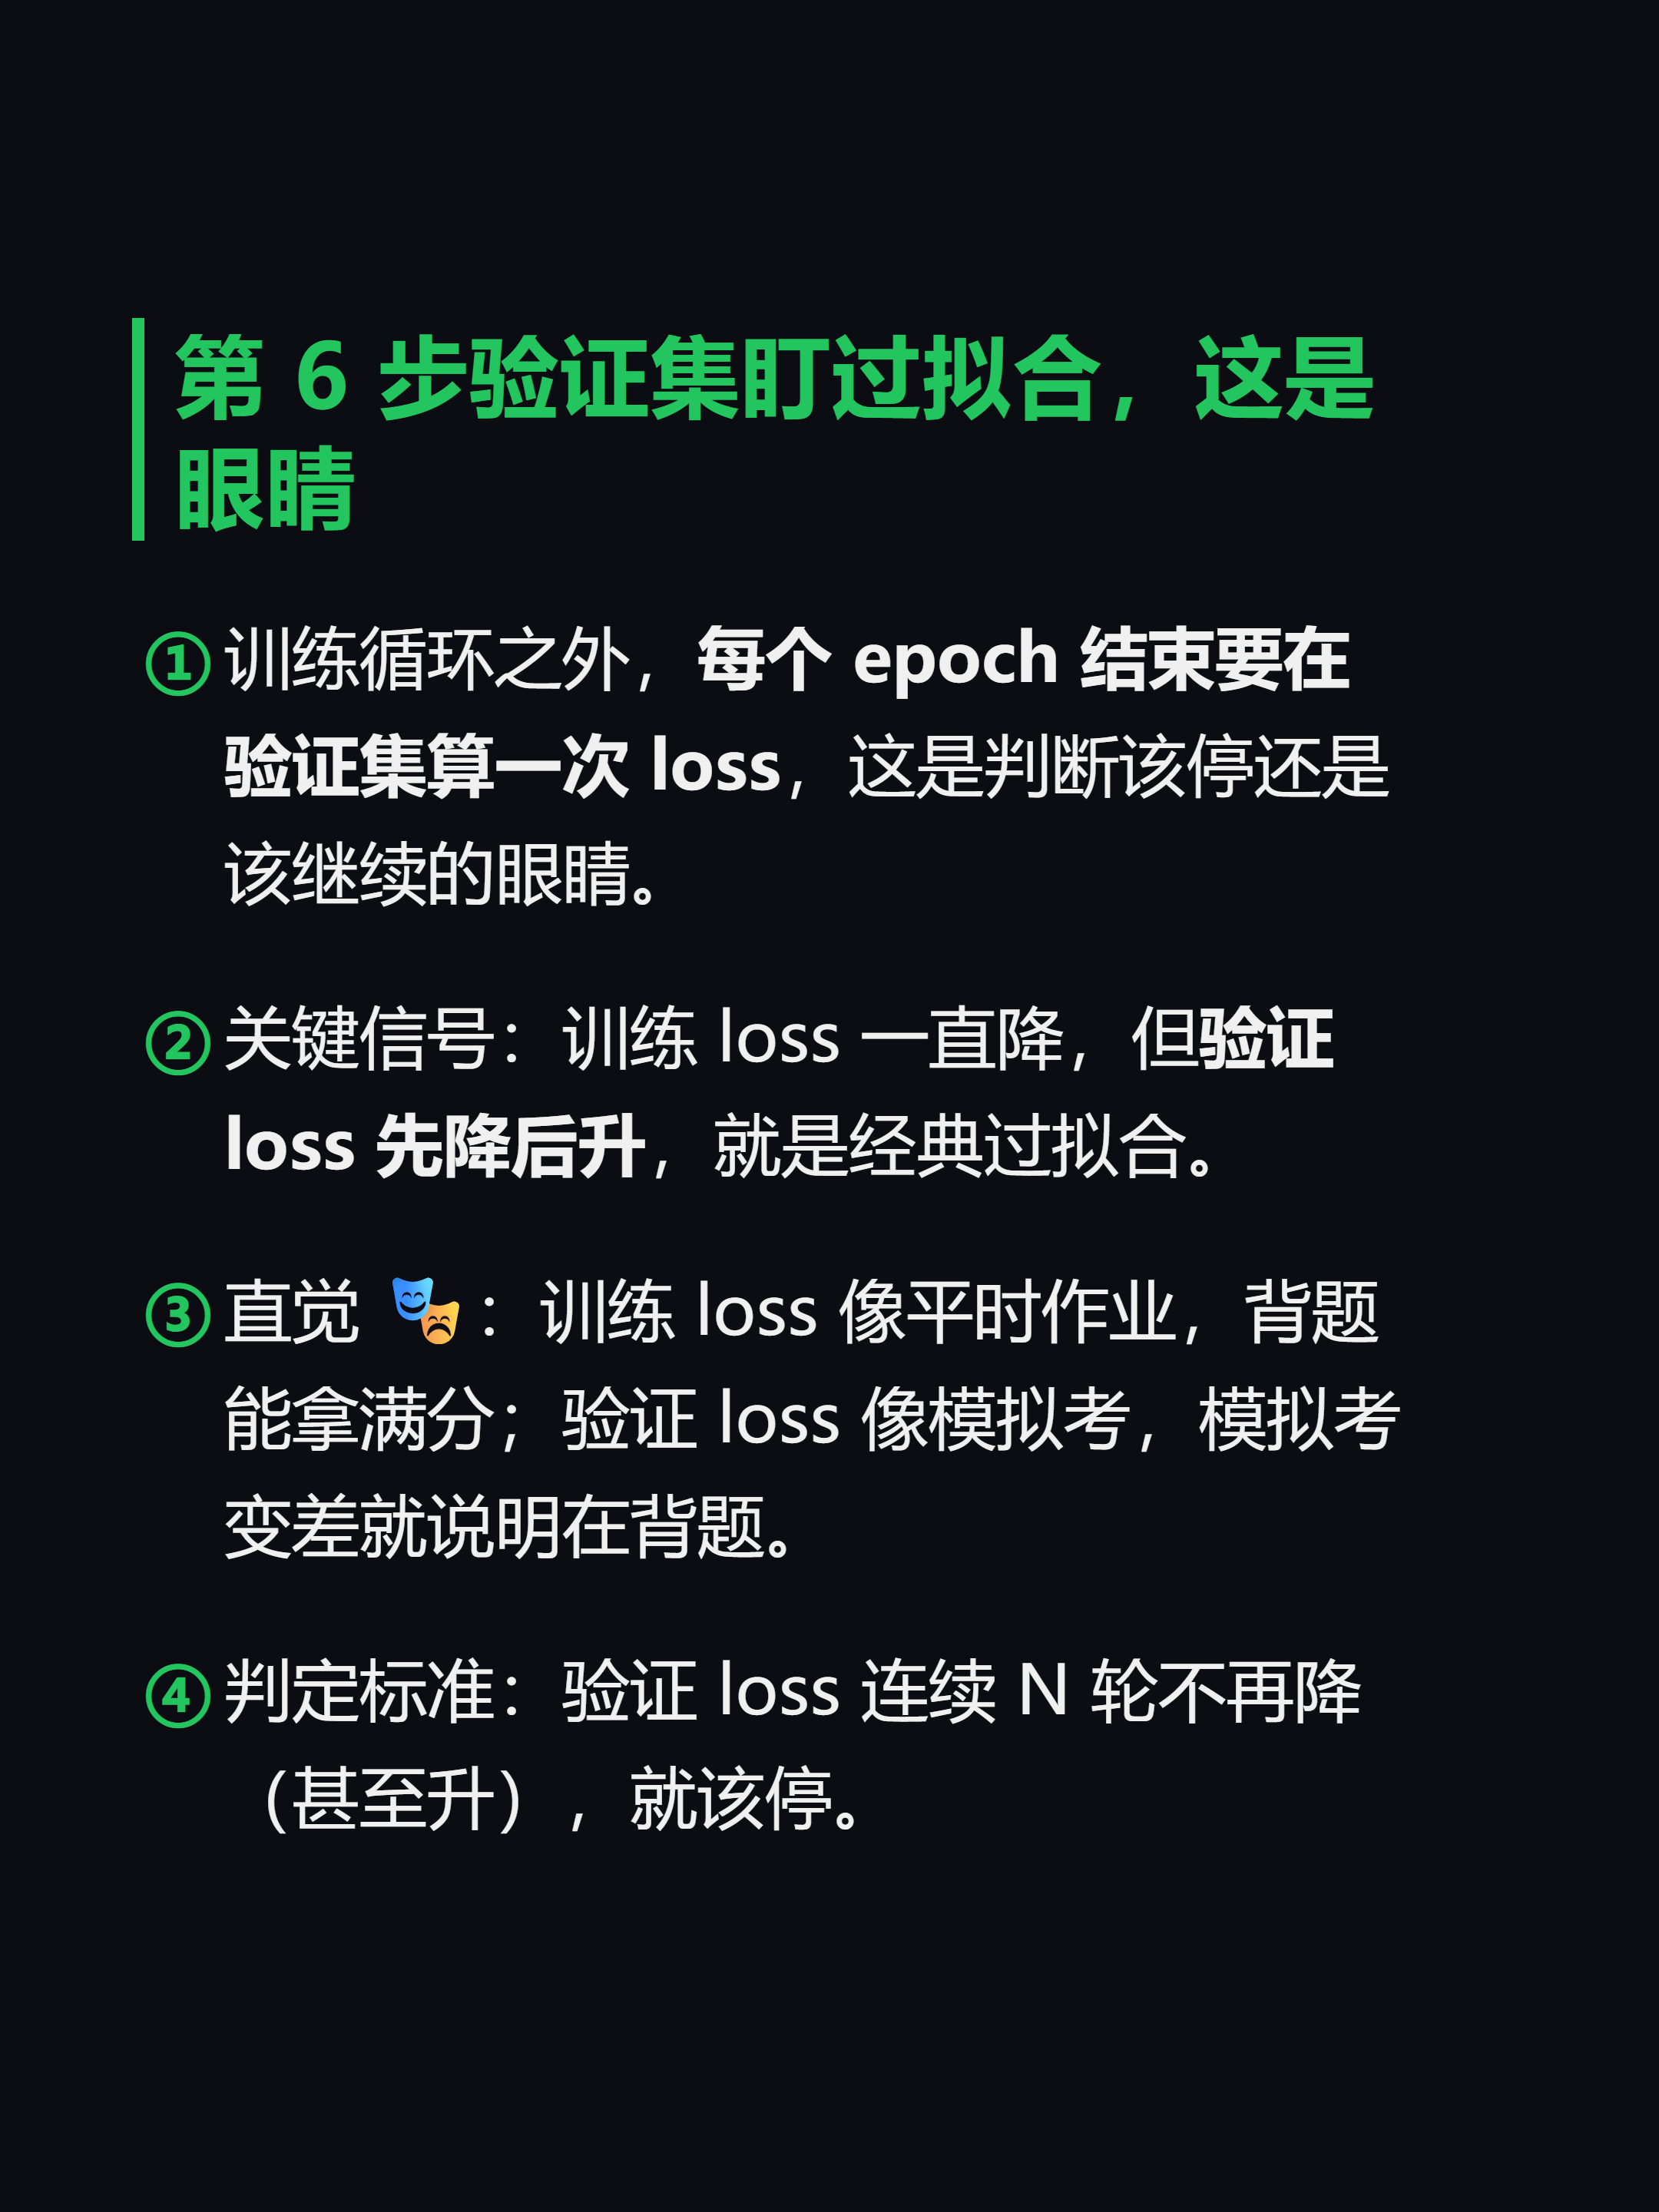 第 6 步验证集盯过拟合，这是
眼睛
① 训练循环之外，每个 epoch 结束要在
验证集算一次 loss，这是判断该停还是
该继续的眼睛。
② 关键信号：训练 loss 一直降，但验证
loss 先降后升，就是经典过拟合。
③ 直觉 🎭：训练 loss 像平时作业，背题
能拿满分；验证 loss 像模拟考，模拟考
变差就说明在背题。
④ 判定标准：验证 loss 连续 N 轮不再降
（甚至升），就该停。